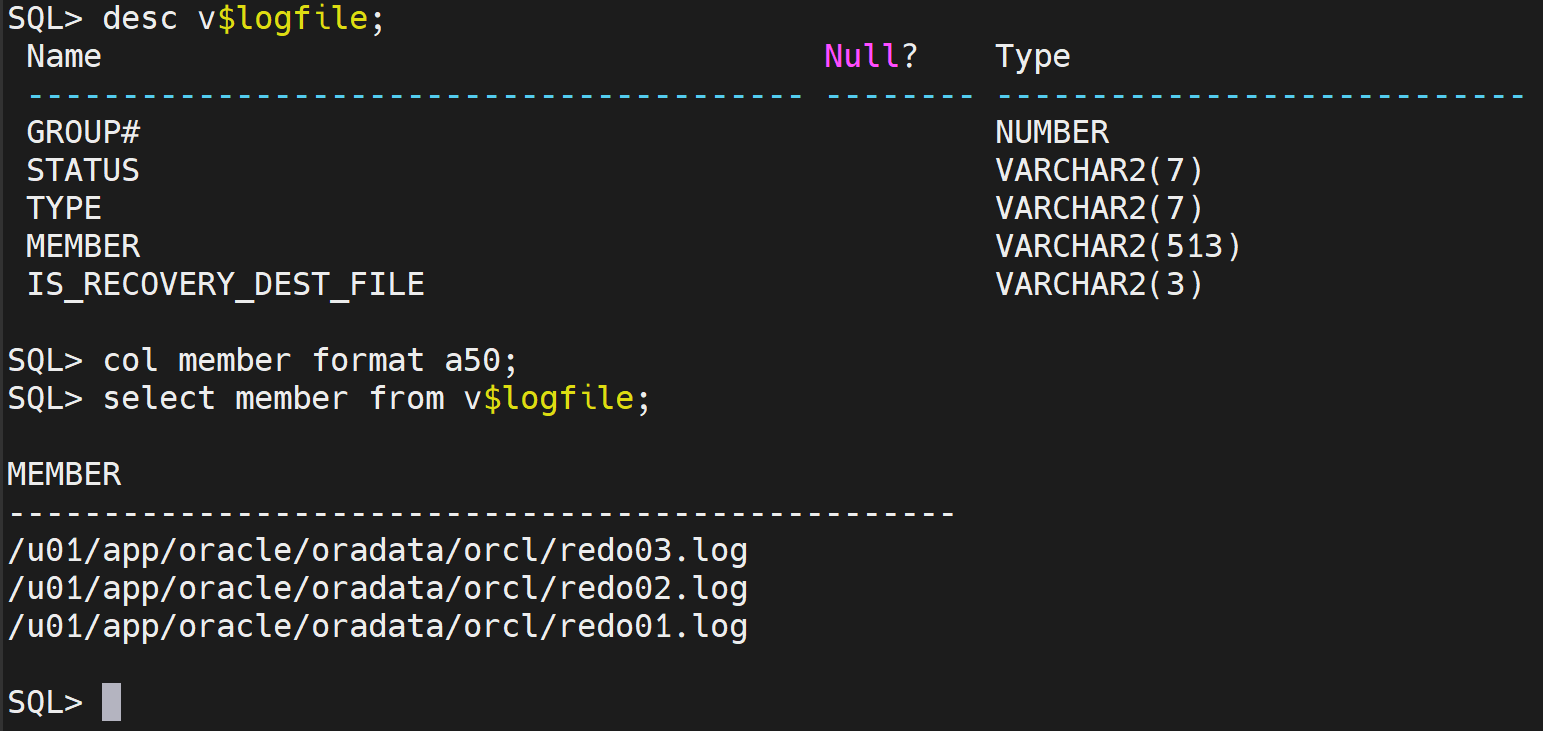 SQL> desc v$logfile;
 Name                                      Null?    Type
 ----------------------------------------- -------- ----------------------------
 GROUP#                                             NUMBER
 STATUS                                             VARCHAR2(7)
 TYPE                                               VARCHAR2(7)
 MEMBER                                             VARCHAR2(513)
 IS_RECOVERY_DEST_FILE                              VARCHAR2(3)
SQL> col member format a50;
SQL> select member from v$logfile;
MEMBER
--------------------------------------------------
/u01/app/oracle/oradata/orcl/redo03.log
/u01/app/oracle/oradata/orcl/redo02.log
/u01/app/oracle/oradata/orcl/redo01.log
SQL>